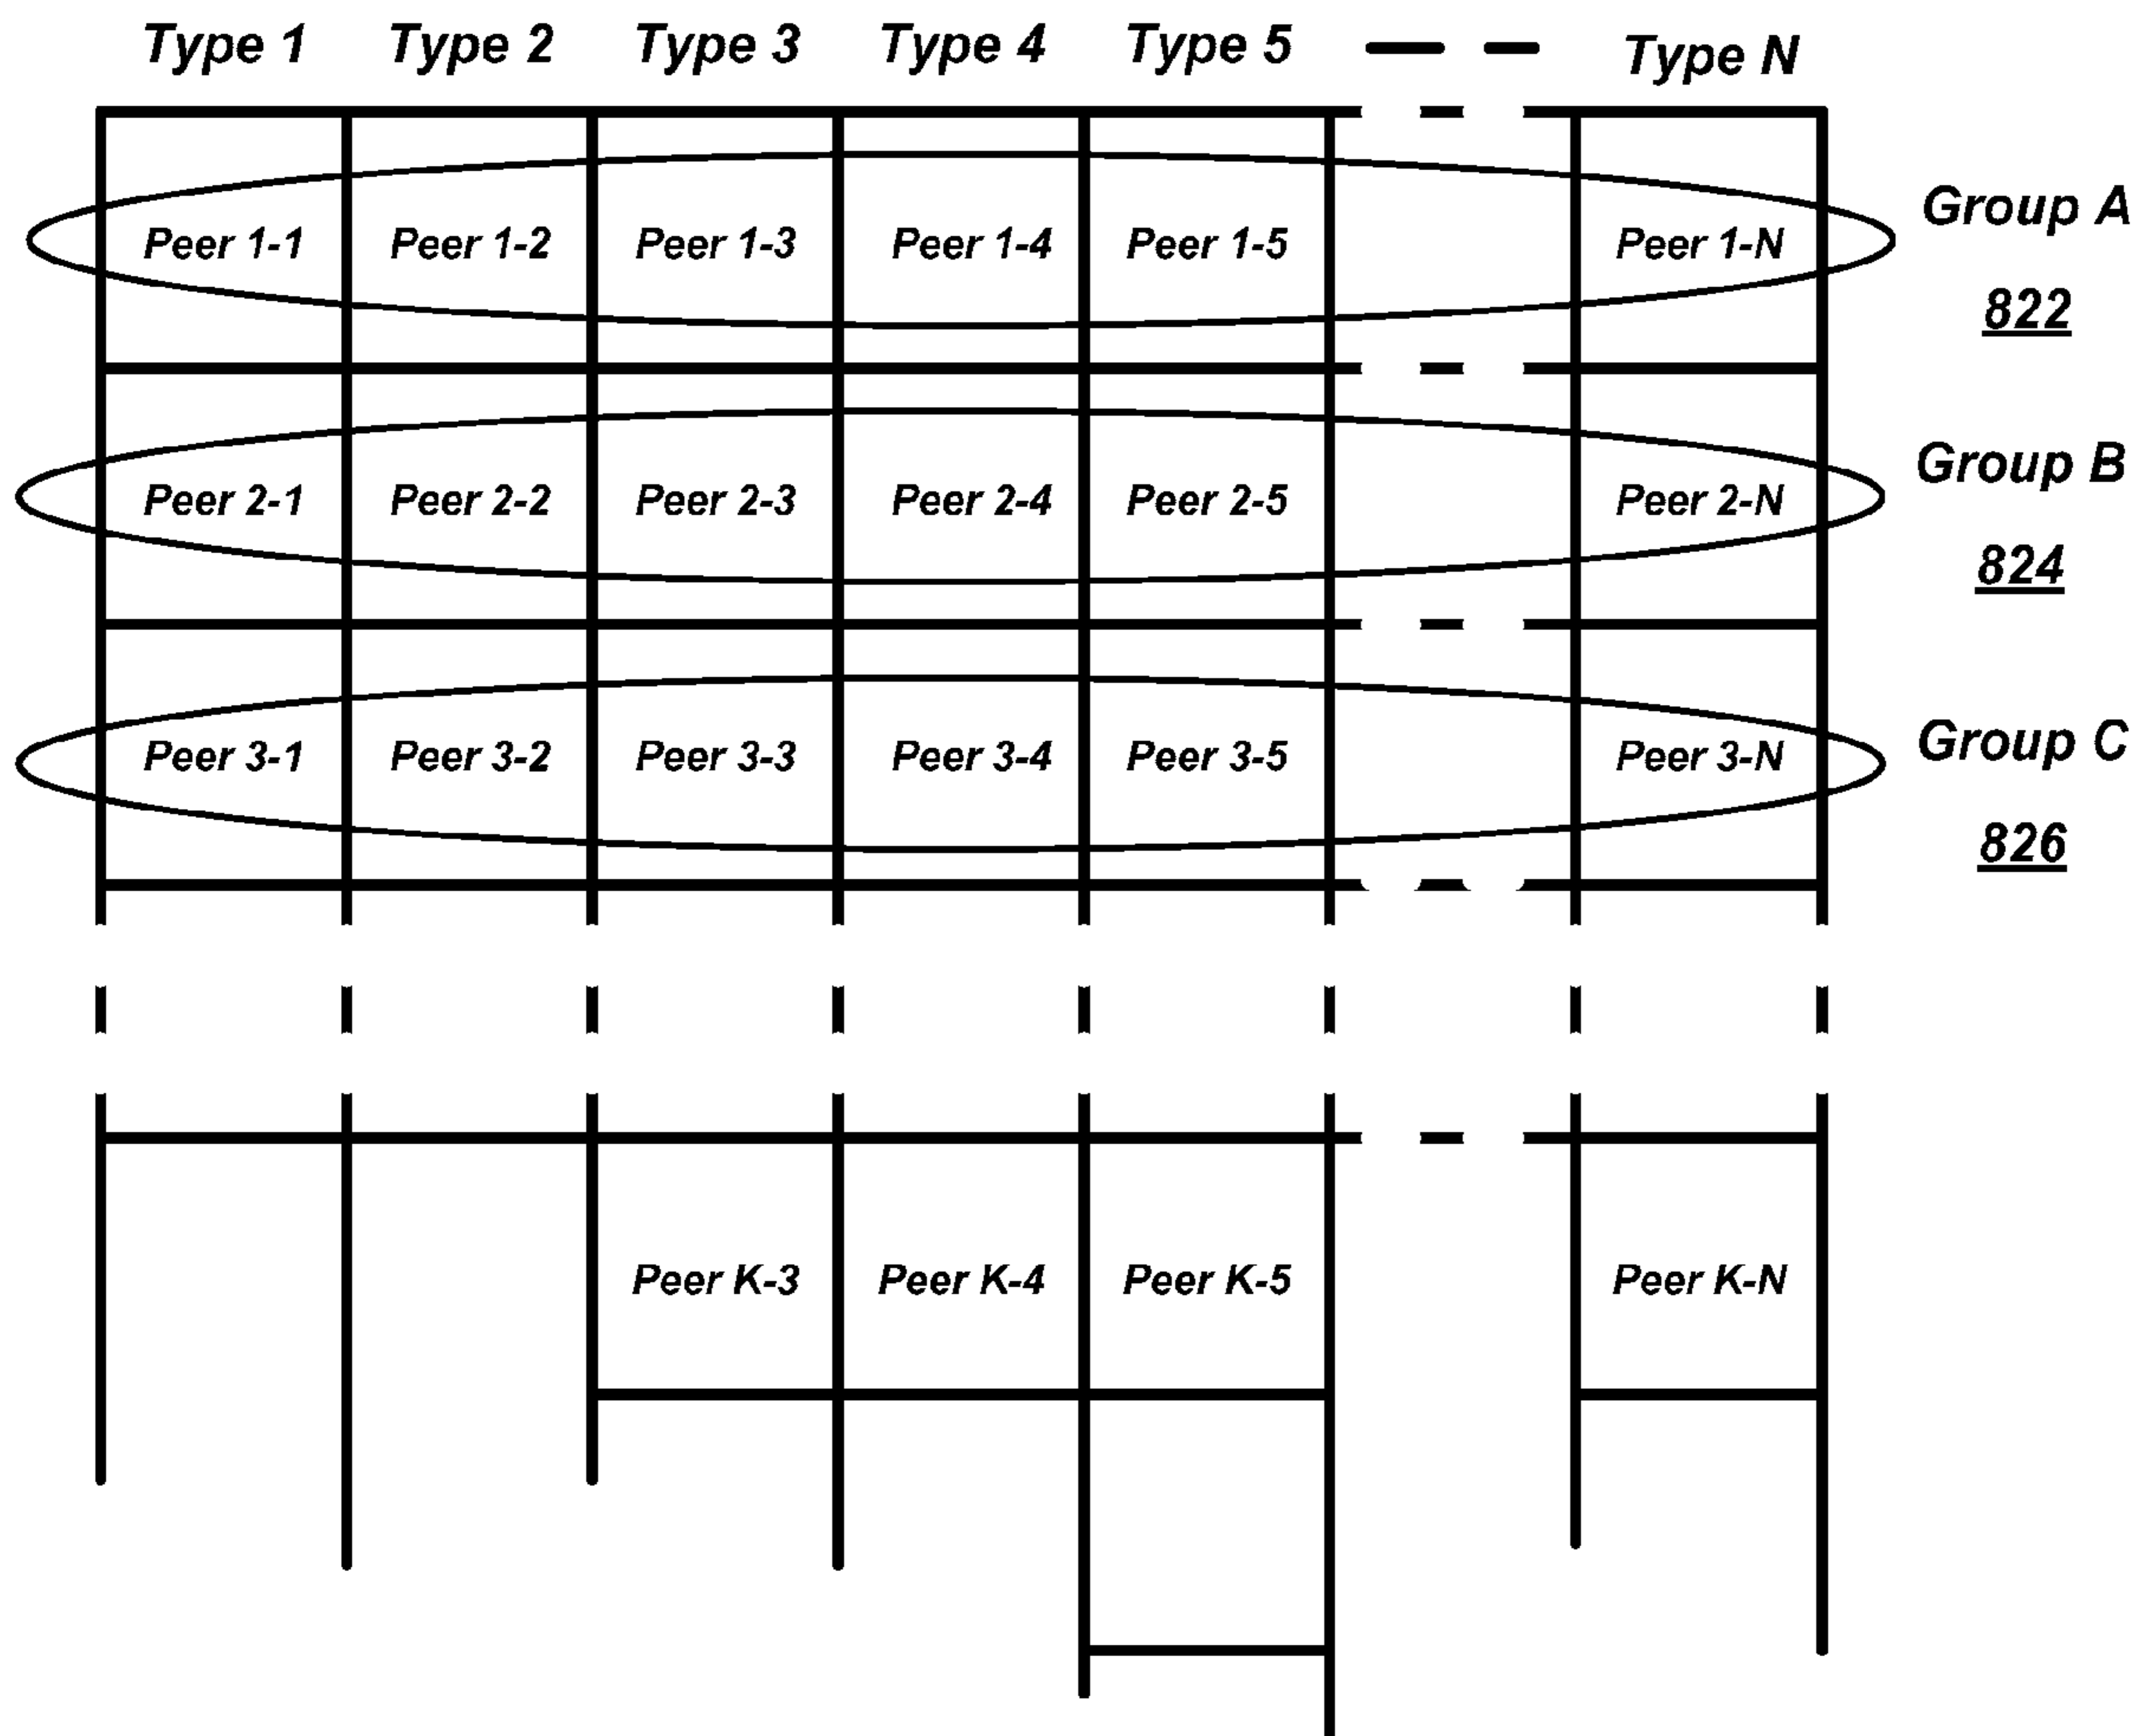 Type 1 Type 2 Type 3 Type 4 Type 5 Type N
Peer 1-1 Peer 1-2 Peer 1-3 Peer 1-4 Peer 1-5 Peer 1-N
Group A
822
Peer 2-1 Peer 2-2 Peer 2-3 Peer 2-4 Peer 2-5 Peer 2-N
Group B
824
Peer 3-1 Peer 3-2 Peer 3-3 Peer 3-4 Peer 3-5 Peer 3-N
Group C
826
Peer K-3 Peer K-4 Peer K-5 Peer K-N